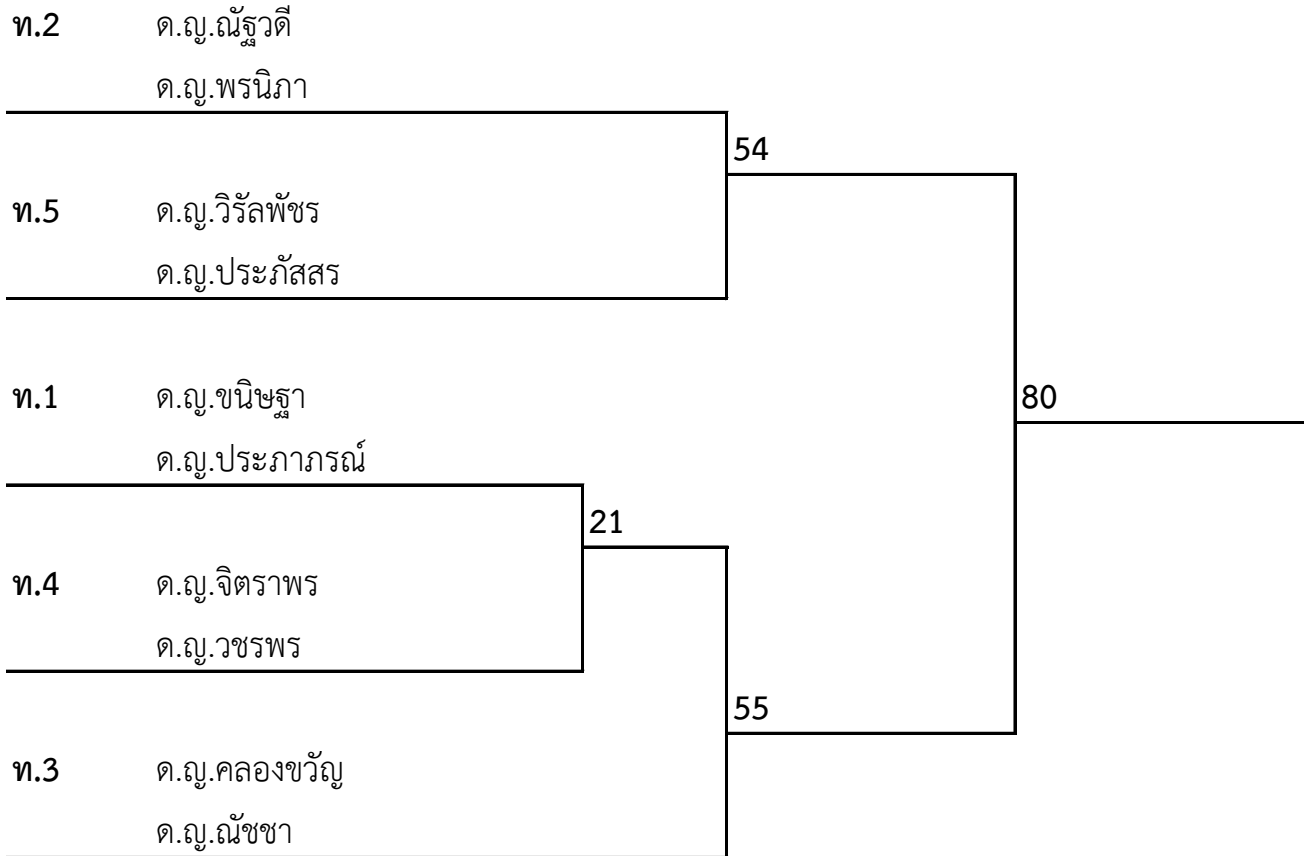 ท.2 ด.ญ.ณัฐวดี
ด.ญ.พรนิภา
54
ท.5 ด.ญ.วิรัลพัชร
ด.ญ.ประภัสสร
ท.1 ด.ญ.ขนิษฐา
80
ด.ญ.ประภาภรณ์
21
ท.4 ด.ญ.จิตราพร
ด.ญ.วชรพร
55
ท.3 ด.ญ.คลองขวัญ
ด.ญ.ณัชชา